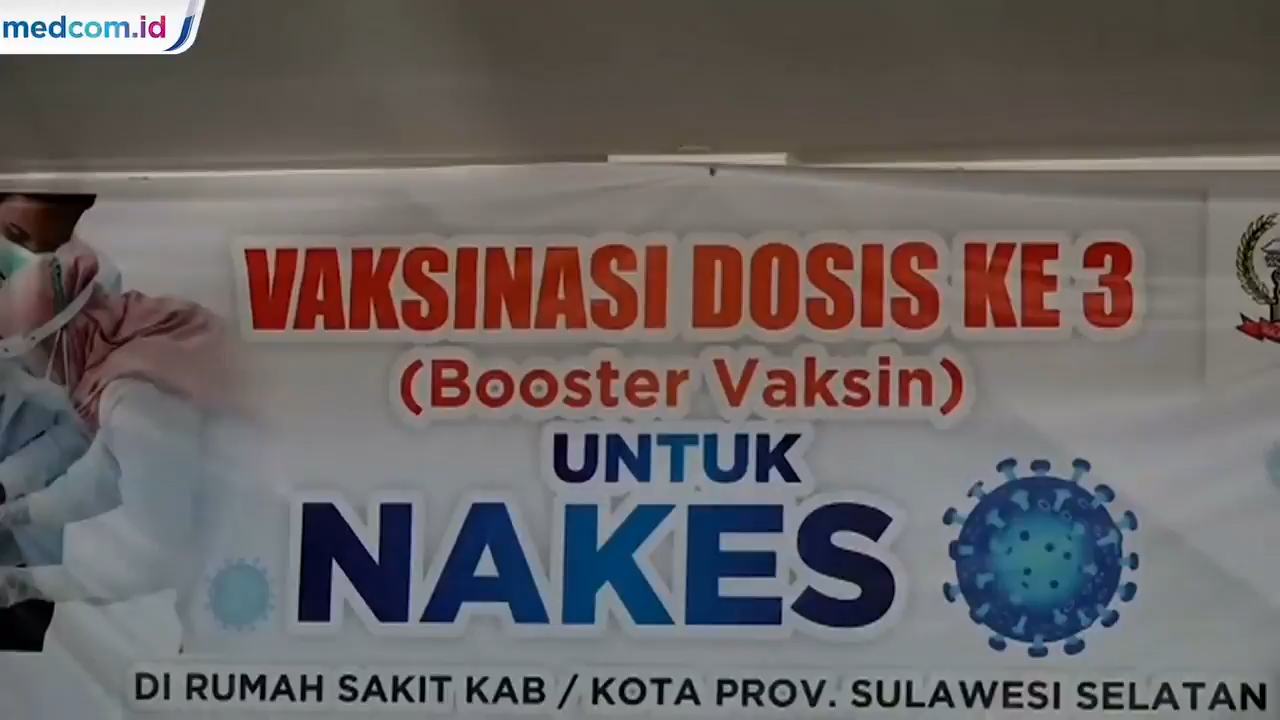 medcom.id
VAKSINASI DOSIS KE 3
(Booster Vaksin)
UNTUK
NAKES
DI RUMAH SAKIT KAB / KOTA PROV. SULAWESI SELATAN